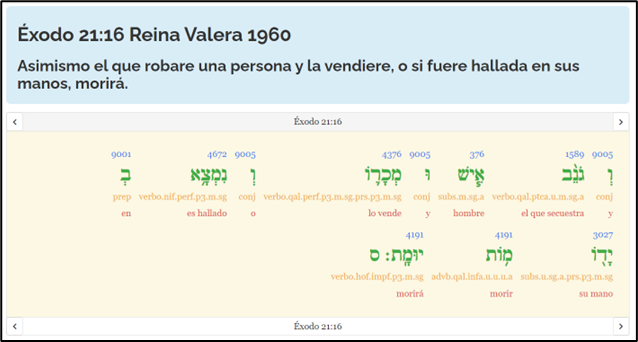 Éxodo 21:16 Reina Valera 1960
Asimismo el que robare una persona y la vendiere, o si fuere hallada en sus
manos, morirá.
Éxodo 21:16
9005 1589 376 9005 4376 9005 4672 9001
וְ גֹנֵ֨ב אִ֧ישׁ וּ מְכָר֛וֹ וְ נִמְצָ֥א בְ
conj verbo.qal.ptca.u.m.sg.a subs.m.sg.a conj verbo.qal.perf.p3.m.sg.prs.p3.m.sg conj verbo.nif.perf.p3.m.sg prep
y el que secuestra hombre y lo vende o es hallado en
3027 4191 4191
יָד֖וֹ מ֥וֹת יוּמָֽת׃ ס
subs.u.sg.a.prs.p3.m.sg advb.qal.infa.u.u.u.a verbo.hof.impf.p3.m.sg
su mano morir morirá
Éxodo 21:16